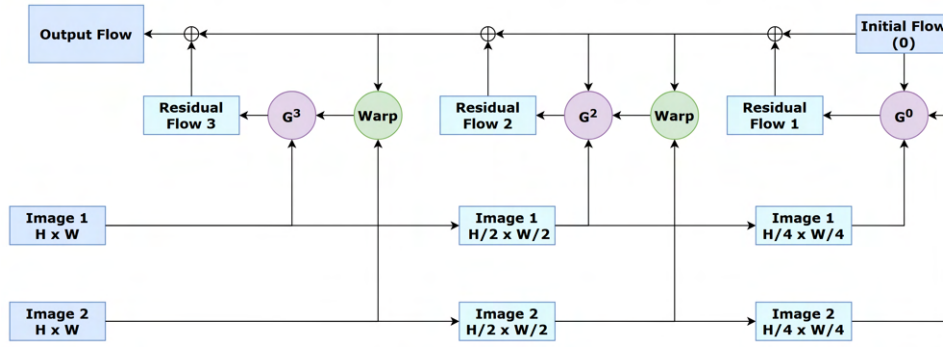 Output Flow
Initial Flow
(0)
Residual
Flow 3
G³
Warp
Residual
Flow 2
G²
Warp
Residual
Flow 1
G⁰
Image 1
H x W
Image 1
H/2 x W/2
Image 1
H/4 x W/4
Image 2
H x W
Image 2
H/2 x W/2
Image 2
H/4 x W/4